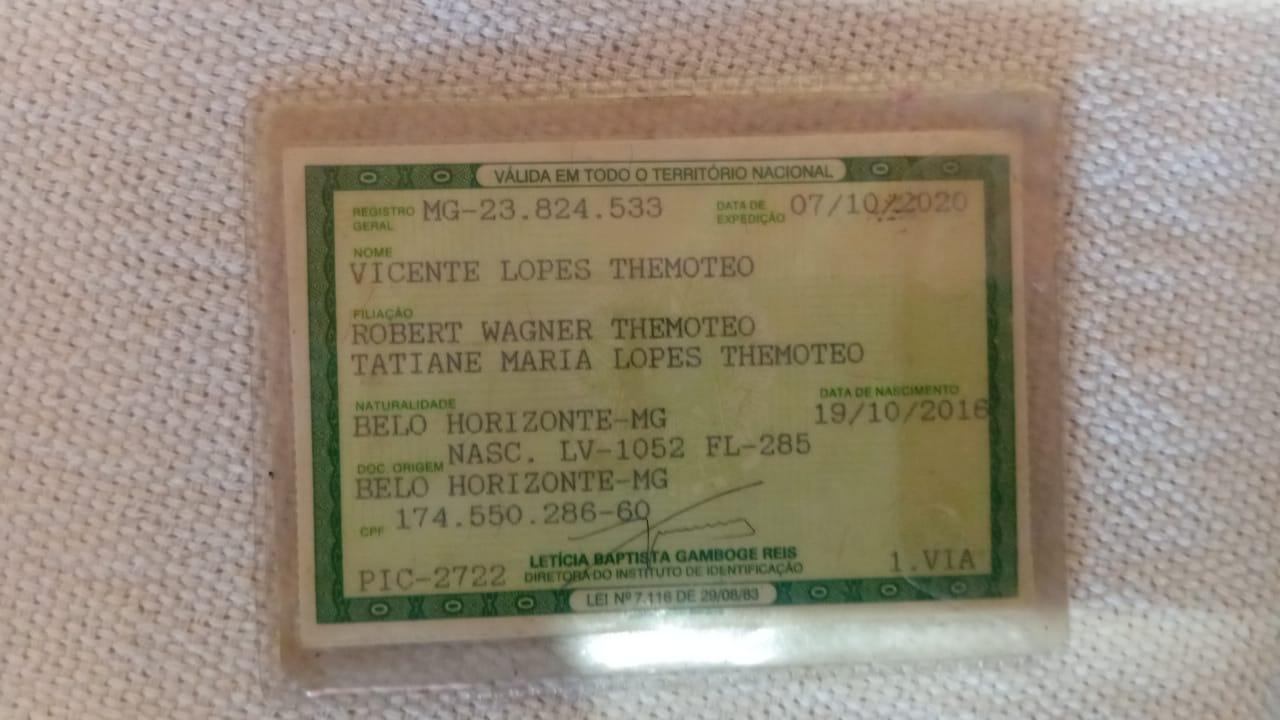 VÁLIDA EM TODO O TERRITÓRIO NACIONAL
REGISTRO GERAL MG-23.824.533 DATA DE EXPEDIÇÃO 07/10/2020
NOME
VICENTE LOPES THEMOTEO
FILIAÇÃO
ROBERT WAGNER THEMOTEO
TATIANE MARIA LOPES THEMOTEO
NATURALIDADE DATA DE NASCIMENTO
BELO HORIZONTE-MG 19/10/2016
DOC. ORIGEM NASC. LV-1052 FL-285
BELO HORIZONTE-MG
CPF 174.550.286-60
LETÍCIA BAPTISTA GAMBOGE REIS
PIC-2722 DIRETORA DO INSTITUTO DE IDENTIFICAÇÃO 1.VIA
LEI Nº 7.116 DE 29/08/83